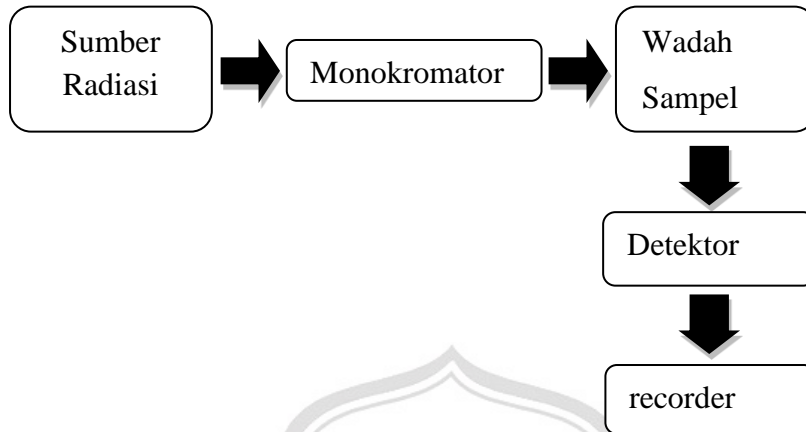 Sumber
Radiasi
Monokromator
Wadah
Sampel
Detektor
recorder